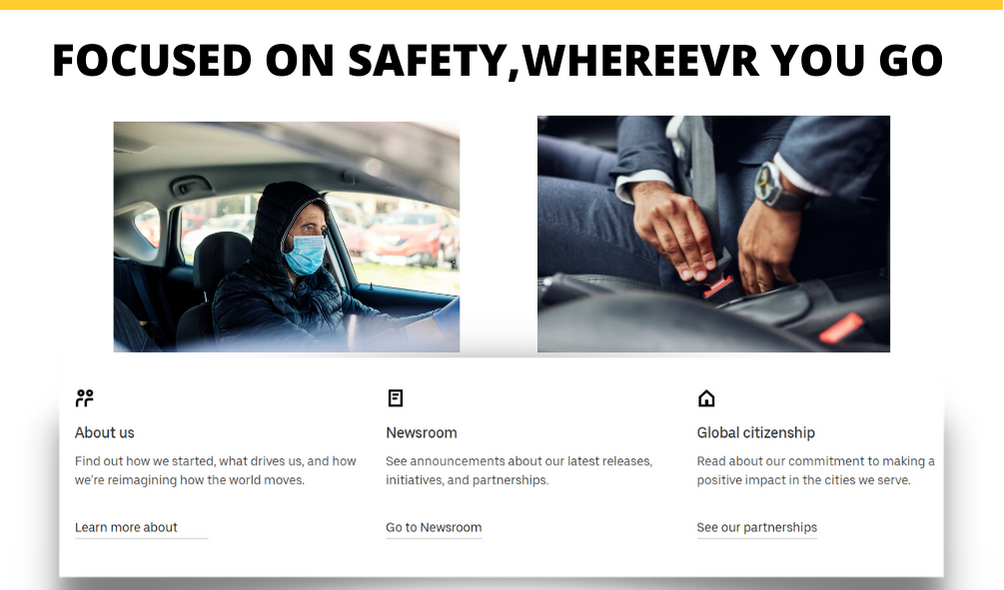 FOCUSED ON SAFETY,WHEREEVR YOU GO
About us
Find out how we started, what drives us, and how
we're reimagining how the world moves.
Learn more about
Newsroom
See announcements about our latest releases,
initiatives, and partnerships.
Go to Newsroom
Global citizenship
Read about our commitment to making a
positive impact in the cities we serve.
See our partnerships